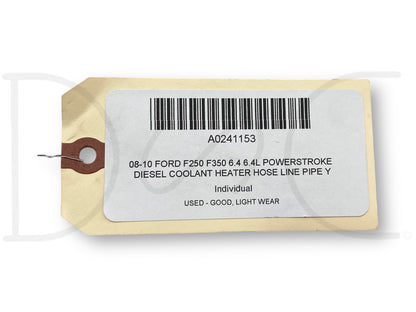 A0241153
08-10 FORD F250 F350 6.4 6.4L POWERSTROKE
DIESEL COOLANT HEATER HOSE LINE PIPE Y
Individual
USED - GOOD, LIGHT WEAR